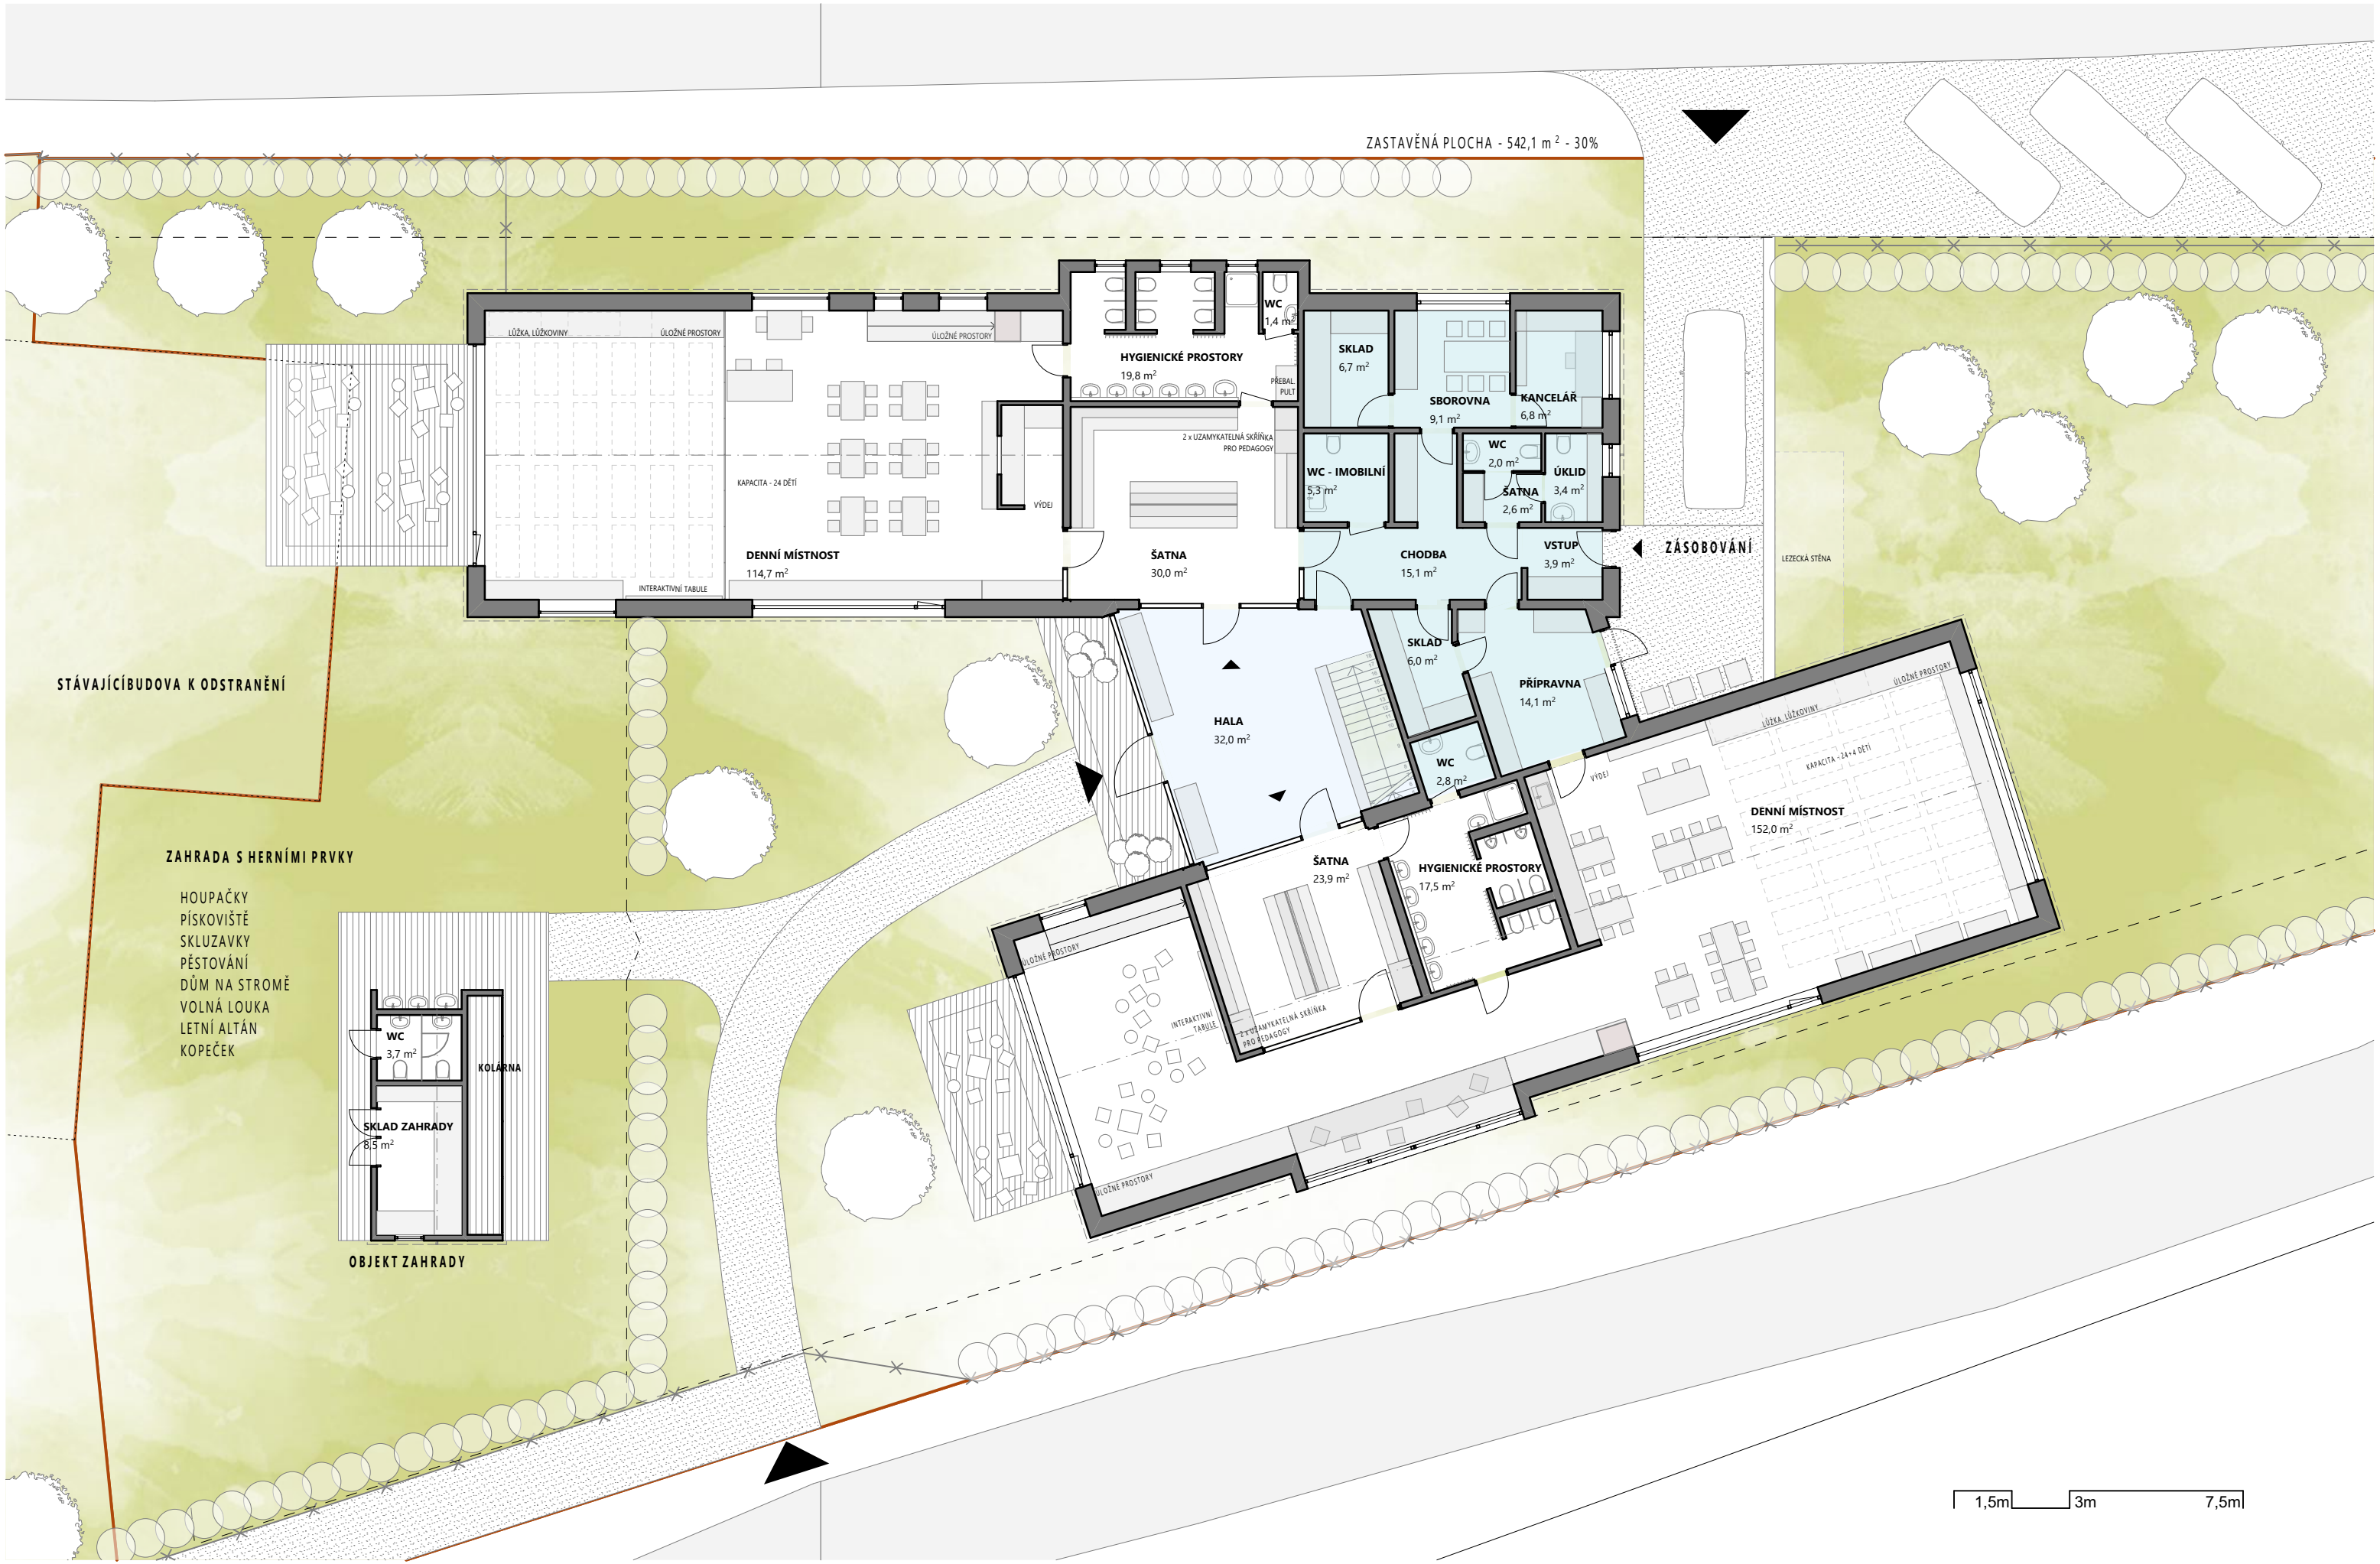 ZASTAVĚNÁ PLOCHA - 542,1 m² - 30%
LŮŽKA, LŮŽKOVINY
ÚLOŽNÉ PROSTORY
ÚLOŽNÉ PROSTORY
KAPACITA - 24 DĚTÍ
VÝDEJ
DENNÍ MÍSTNOST
114,7 m²
INTERAKTIVNÍ TABULE
WC
1,4 m²
HYGIENICKÉ PROSTORY
19,8 m²
PŘEBAL.
PULT
2 x UZAMYKATELNÁ SKŘÍŇKA
PRO PEDAGOGY
ŠATNA
30,0 m²
SKLAD
6,7 m²
SBOROVNA
9,1 m²
KANCELÁŘ
6,8 m²
WC - IMOBILNÍ
5,3 m²
WC
2,0 m²
ŠATNA
2,6 m²
ÚKLID
3,4 m²
CHODBA
15,1 m²
VSTUP
3,9 m²
ZÁSOBOVÁNÍ
LEZECKÁ STĚNA
SKLAD
6,0 m²
PŘÍPRAVNA
14,1 m²
HALA
32,0 m²
WC
2,8 m²
VÝDEJ
LŮŽKA, LŮŽKOVINY
ÚLOŽNÉ PROSTORY
KAPACITA - 24+4 DĚTÍ
DENNÍ MÍSTNOST
152,0 m²
ŠATNA
23,9 m²
HYGIENICKÉ PROSTORY
17,5 m²
ÚLOŽNÉ PROSTORY
INTERAKTIVNÍ
TABULE
2 x UZAMYKATELNÁ SKŘÍŇKA
PRO PEDAGOGY
ÚLOŽNÉ PROSTORY
STÁVAJÍCÍBUDOVA K ODSTRANĚNÍ
ZAHRADA S HERNÍMI PRVKY
HOUPAČKY
PÍSKOVIŠTĚ
SKLUZAVKY
PĚSTOVÁNÍ
DŮM NA STROMĚ
VOLNÁ LOUKA
LETNÍ ALTÁN
KOPEČEK
WC
3,7 m²
KOLÁRNA
SKLAD ZAHRADY
8,5 m²
OBJEKT ZAHRADY
1,5m
3m
7,5m